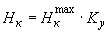 Hк = Hкmax · Kу